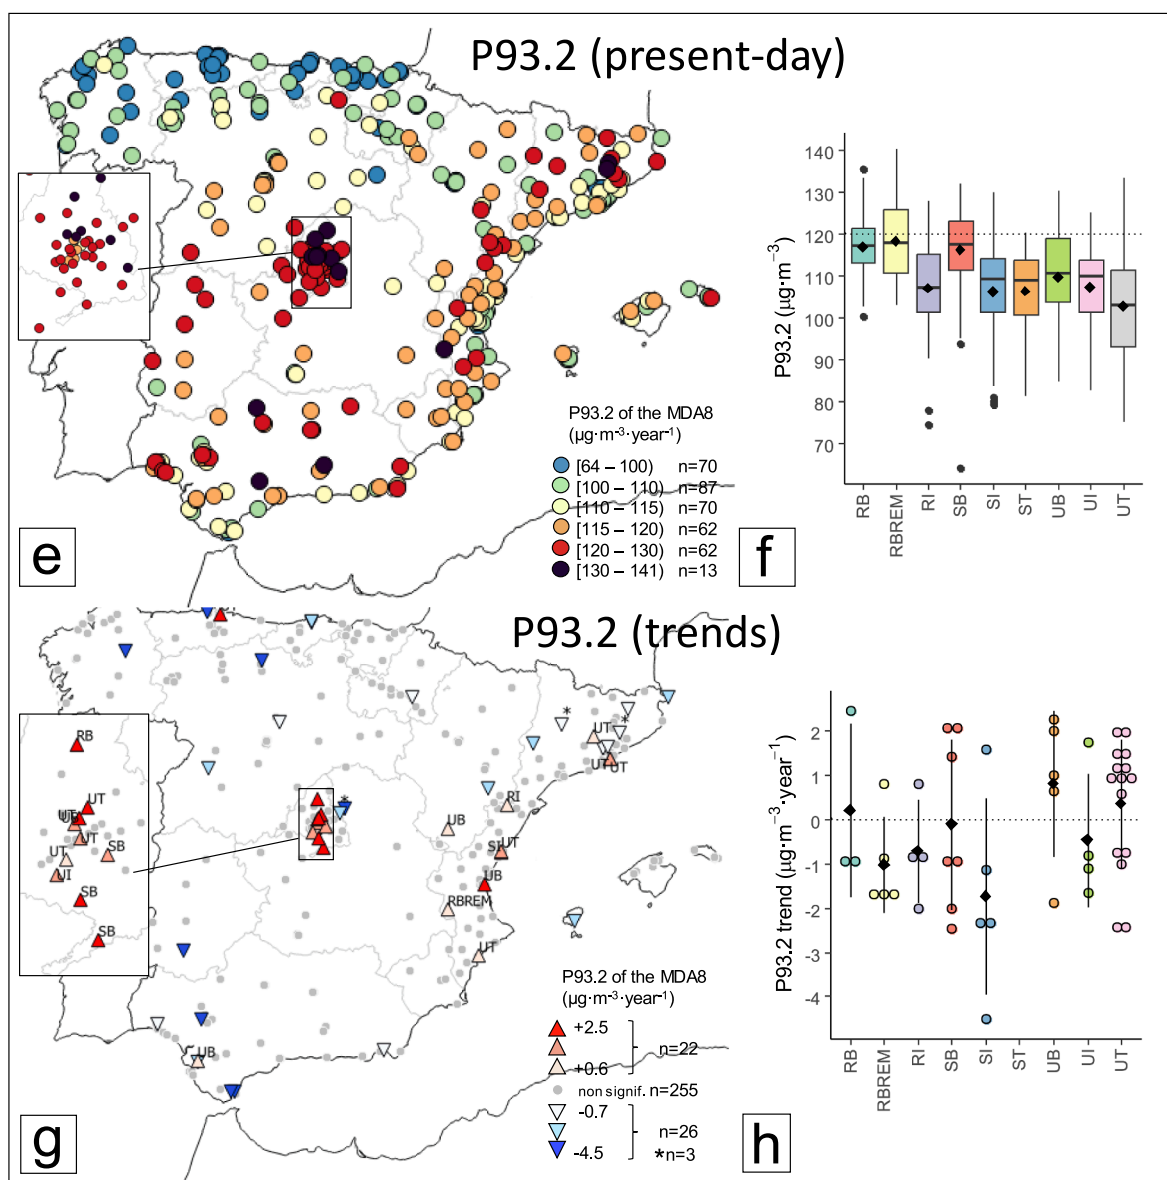 P93.2 (present-day)
P93.2 of the MDA8
(µg·m⁻³·year⁻¹)
[64 – 100) n=70
[100 – 110) n=87
[110 – 115) n=70
[115 – 120) n=62
[120 – 130) n=62
[130 – 141) n=13
e
P93.2 (µg·m⁻³)
140
130
120
110
100
90
80
70
RB
RBREM
RI
SB
SI
ST
UB
UI
UT
f
P93.2 (trends)
RB
UT
UT
UT
SB
UT
UI
SB
SB
*
*
*
UT
UT
UT
RI
UB
UT
UB
RBREM
UT
UB
P93.2 of the MDA8
(µg·m⁻³·year⁻¹)
+2.5
+0.6
n=22
non signif. n=255
-0.7
-4.5
n=26
*n=3
g
P93.2 trend (µg·m⁻³·year⁻¹)
2
1
0
-1
-2
-3
-4
RB
RBREM
RI
SB
SI
ST
UB
UI
UT
h